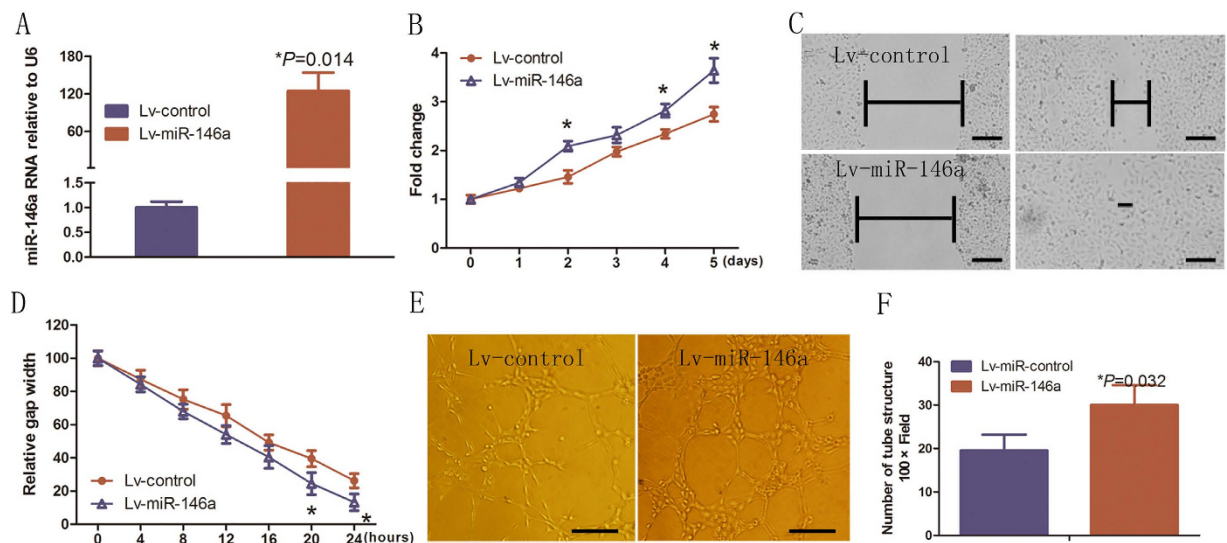 A
miR-146a RNA relative to U6
180
120
60
1.5
1.0
0.5
0.0
*P=0.014
Lv-control
Lv-miR-146a
B
Fold change
4
3
2
1
0
Lv-control
Lv-miR-146a
*
*
*
0 1 2 3 4 5 (days)
C
Lv-control
Lv-miR-146a
D
Relative gap width
120
100
80
60
40
20
0
Lv-control
Lv-miR-146a
*
*
0 4 8 12 16 20 24(hours)
E
Lv-control
Lv-miR-146a
F
Number of tube structure
100 × Field
40
30
20
10
0
Lv-miR-control
Lv-miR-146a
*P=0.032